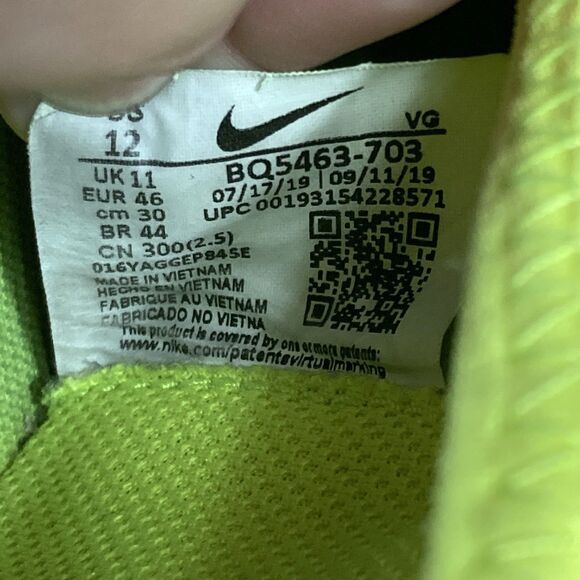 US
12
UK 11
EUR 46
cm 30
BR 44
CN 300(2.5)
VG
BQ5463-703
07/17/19 | 09/11/19
UPC 00193154228571
016YAGGEP84SE
MADE IN VIETNAM
HECHO EN VIETNAM
FABRIQUE AU VIETNAM
FABRICADO NO VIETNA
This product is covered by one or more patents:
www.nike.com/patentsvirtualmarking